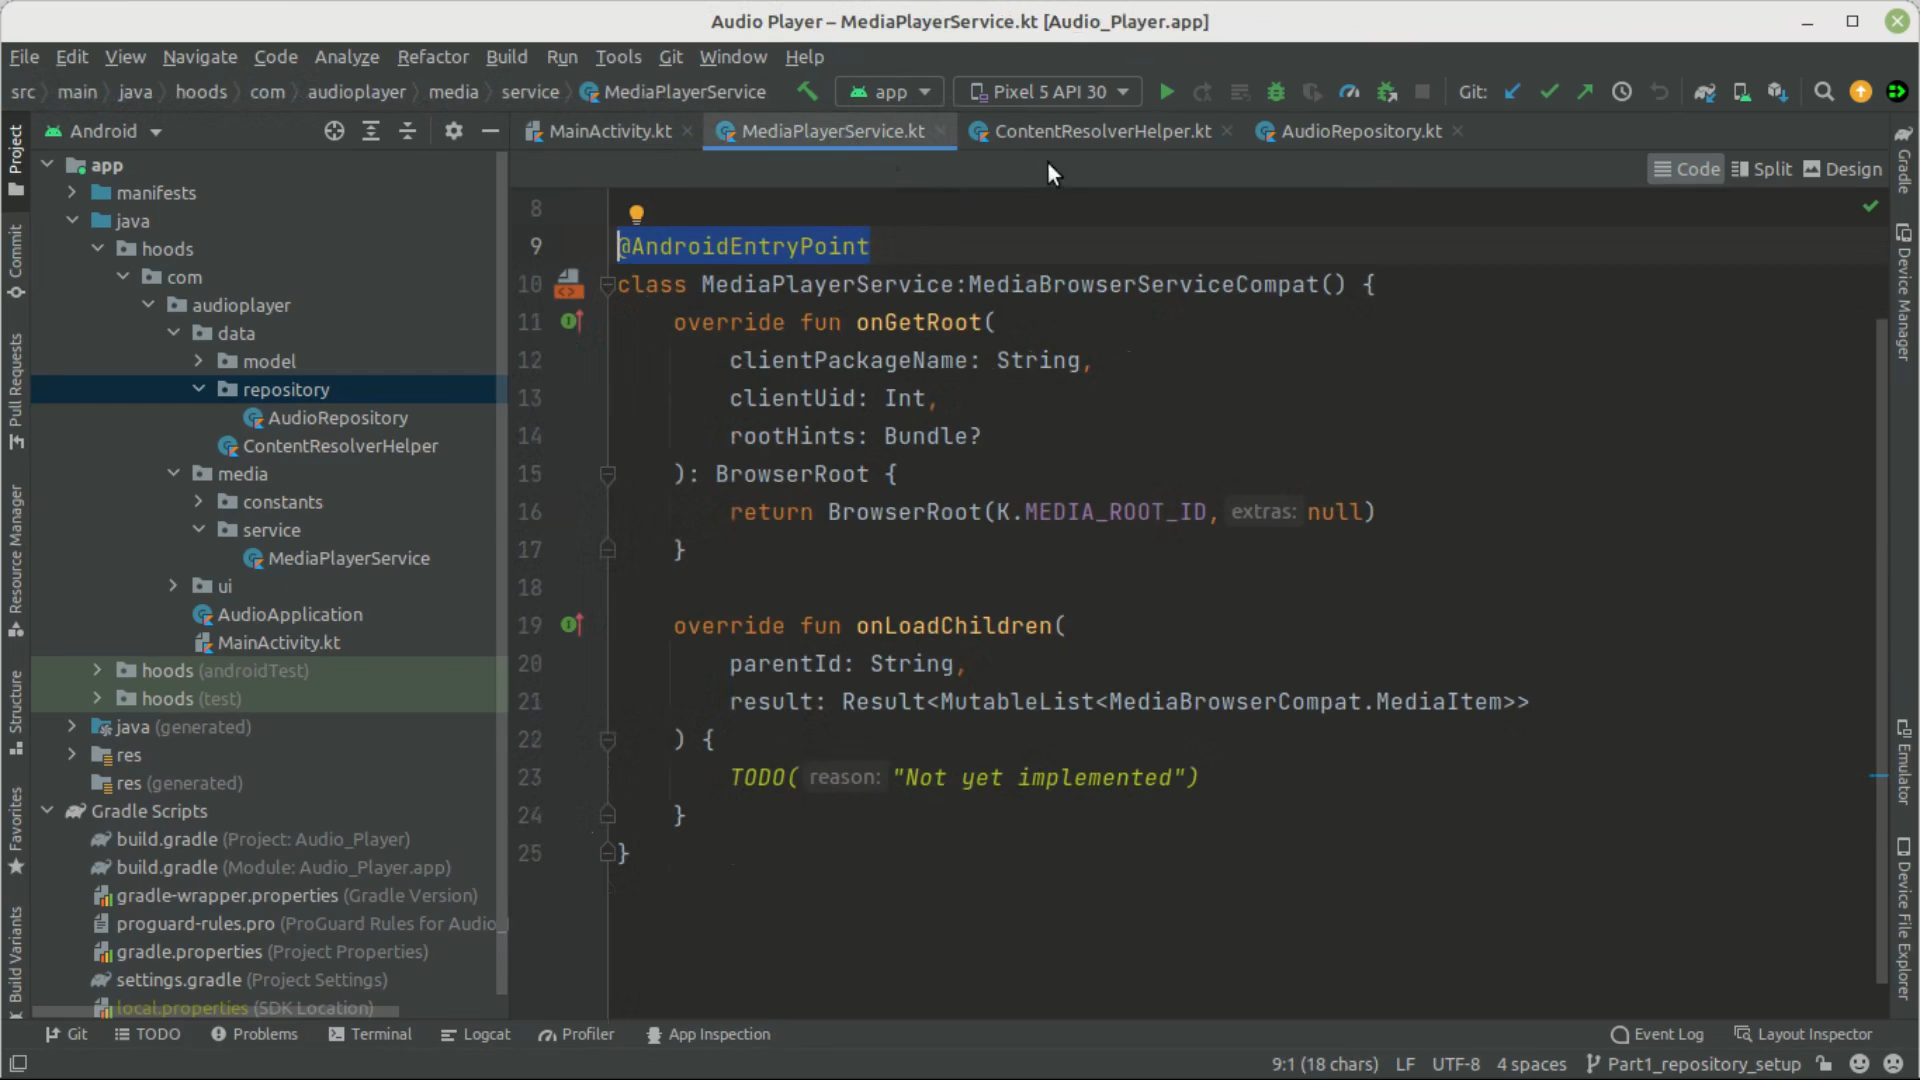 Audio Player – MediaPlayerService.kt [Audio_Player.app]
File Edit View Navigate Code Analyze Refactor Build Run Tools Git Window Help
src main java hoods com audioplayer media service MediaPlayerService app Pixel 5 API 30 Git:
Android
MainActivity.kt MediaPlayerService.kt ContentResolverHelper.kt AudioRepository.kt
Code Split Design
Project
Commit
Pull Requests
Resource Manager
Structure
Favorites
Build Variants
app
manifests
java
hoods
com
audioplayer
data
model
repository
AudioRepository
ContentResolverHelper
media
constants
service
MediaPlayerService
ui
AudioApplication
MainActivity.kt
hoods (androidTest)
hoods (test)
java (generated)
res
res (generated)
Gradle Scripts
build.gradle (Project: Audio_Player)
build.gradle (Module: Audio_Player.app)
gradle-wrapper.properties (Gradle Version)
proguard-rules.pro (ProGuard Rules for Audio_
gradle.properties (Project Properties)
settings.gradle (Project Settings)
local.properties (SDK Location)
8
9 @AndroidEntryPoint
10 class MediaPlayerService:MediaBrowserServiceCompat() {
11 override fun onGetRoot(
12 clientPackageName: String,
13 clientUid: Int,
14 rootHints: Bundle?
15 ): BrowserRoot {
16 return BrowserRoot(K.MEDIA_ROOT_ID, extras: null)
17 }
18
19 override fun onLoadChildren(
20 parentId: String,
21 result: Result<MutableList<MediaBrowserCompat.MediaItem>>
22 ) {
23 TODO( reason: "Not yet implemented")
24 }
25 }
Gradle
Device Manager
Emulator
Device File Explorer
Git TODO Problems Terminal Logcat Profiler App Inspection Event Log Layout Inspector
9:1 (18 chars) LF UTF-8 4 spaces Part1_repository_setup